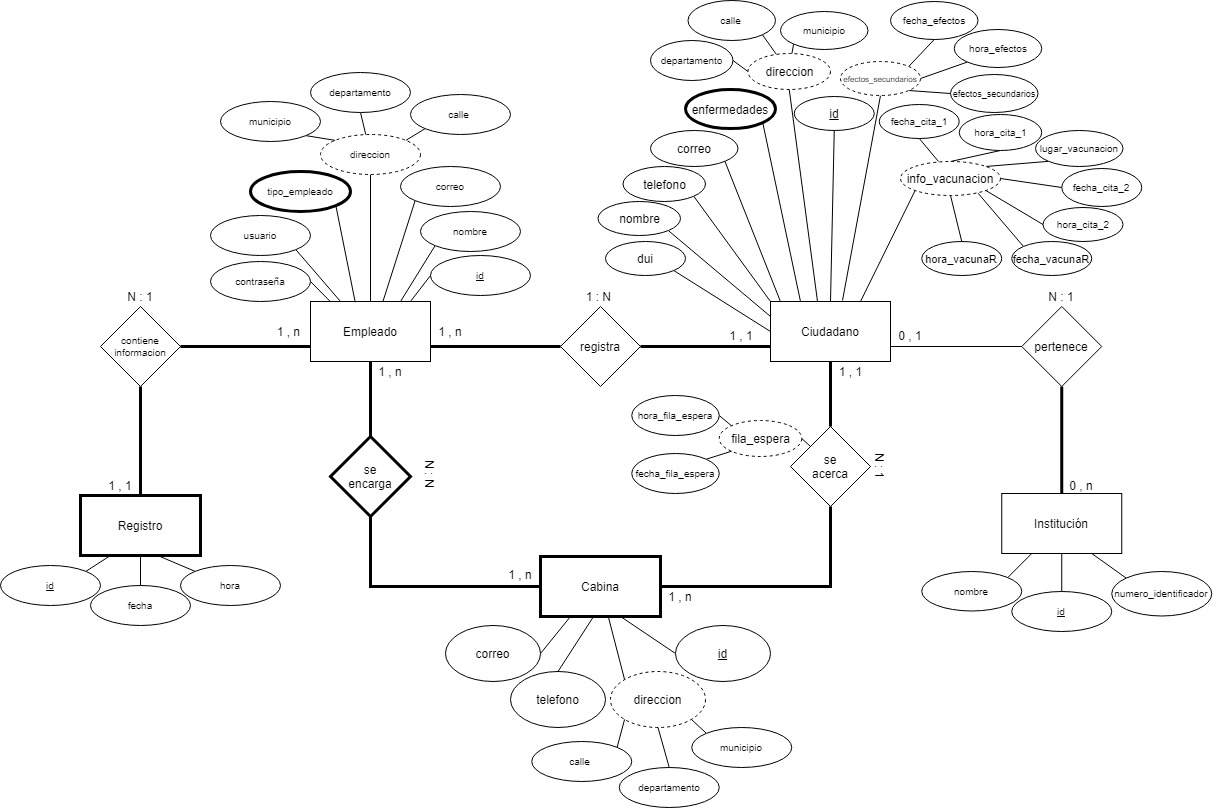 calle
municipio
departamento
direccion
fecha_efectos
hora_efectos
efectos_secundarios
efectos_secundarios
enfermedades
id
fecha_cita_1
hora_cita_1
lugar_vacunacion
info_vacunacion
fecha_cita_2
hora_cita_2
hora_vacunaR
fecha_vacunaR
correo
telefono
nombre
dui
departamento
municipio
calle
direccion
tipo_empleado
correo
usuario
nombre
contraseña
id
N : 1
1 : N
N : 1
contiene
informacion
1 , n
Empleado
1 , n
registra
1 , 1
Ciudadano
0 , 1
pertenece
1 , n
1 , 1
hora_fila_espera
fila_espera
fecha_fila_espera
se
acerca
N : 1
se
encarga
N : N
1 , 1
Registro
id
fecha
hora
0 , n
Institución
nombre
id
numero_identificador
1 , n
Cabina
1 , n
correo
telefono
direccion
id
calle
departamento
municipio